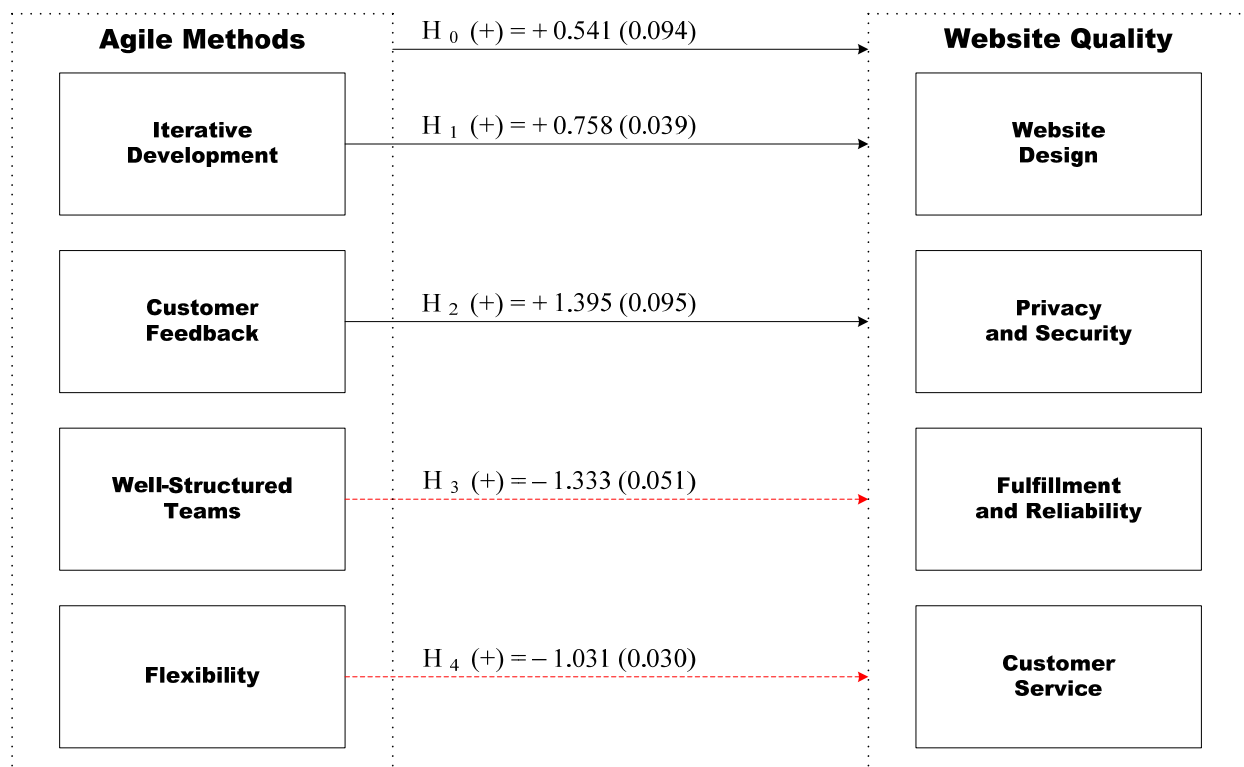 Agile Methods
H 0 (+) = + 0.541 (0.094)
Website Quality
Iterative
Development
H 1 (+) = + 0.758 (0.039)
Website
Design
Customer
Feedback
H 2 (+) = + 1.395 (0.095)
Privacy
and Security
Well-Structured
Teams
H 3 (+) = – 1.333 (0.051)
Fulfillment
and Reliability
Flexibility
H 4 (+) = – 1.031 (0.030)
Customer
Service